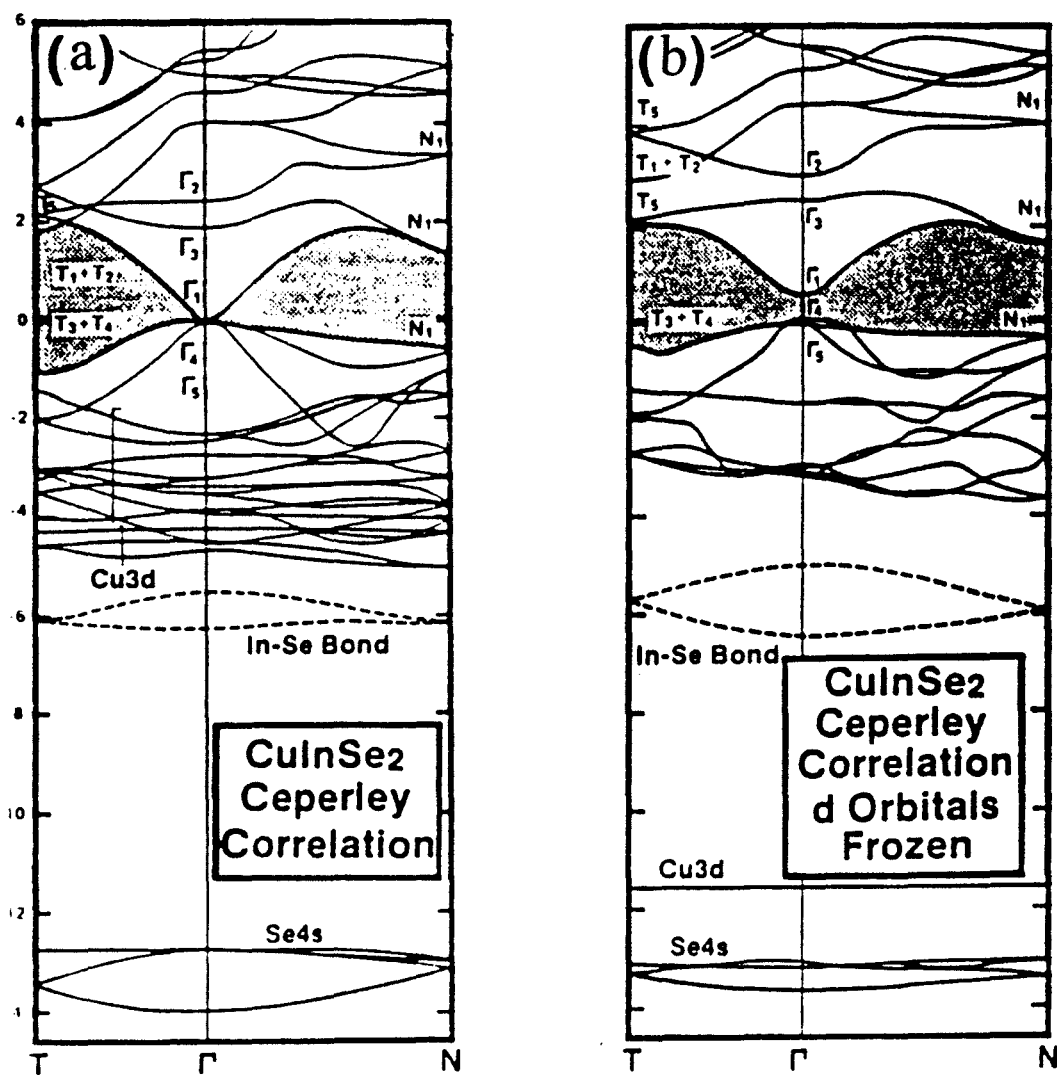 (a)
6
4
2
0
-2
-4
-6
8
10
12
N₁
Γ₂
N₁
Γ₃
T₁ + T₂
Γ₁
T₃ + T₄
N₁
Γ₄
Γ₅
Cu3d
In-Se Bond
CuInSe₂
Ceperley
Correlation
Se4s
T Γ N
(b)
T₅
N₁
T₁ + T₂
Γ₂
T₅
N₁
Γ₃
Γ₁
T₃ + T₄
Γ₄
N₁
Γ₅
In-Se Bond
CuInSe₂
Ceperley
Correlation
d Orbitals
Frozen
Cu3d
Se4s
T Γ N